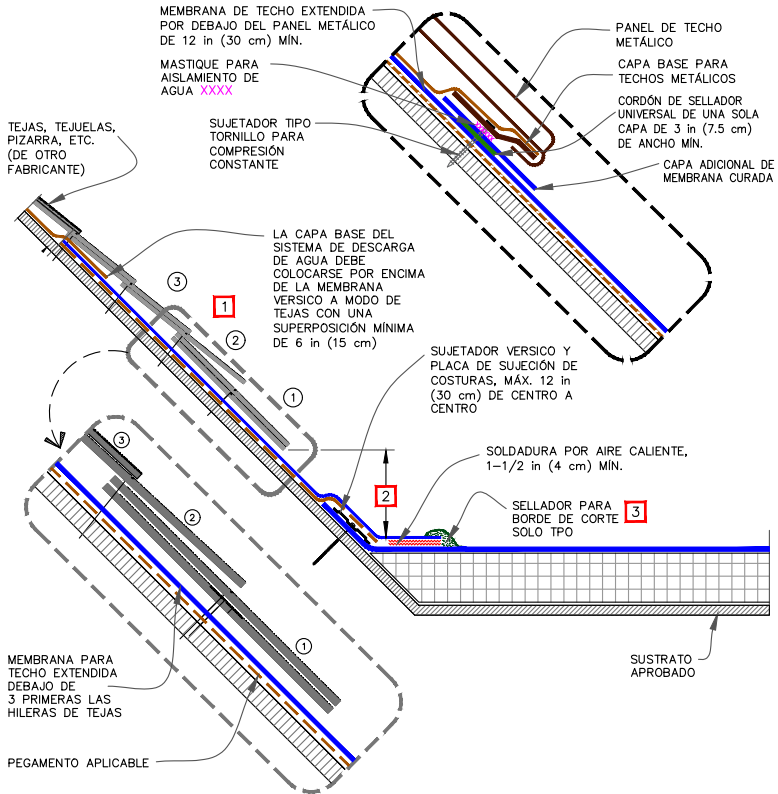 MEMBRANA DE TECHO EXTENDIDA
POR DEBAJO DEL PANEL METÁLICO
DE 12 in (30 cm) MÍN.
MASTIQUE PARA
AISLAMIENTO DE
AGUA XXXX
SUJETADOR TIPO
TORNILLO PARA
COMPRESIÓN
CONSTANTE
PANEL DE TECHO
METÁLICO
CAPA BASE PARA
TECHOS METÁLICOS
CORDÓN DE SELLADOR
UNIVERSAL DE UNA SOLA
CAPA DE 3 in (7.5 cm)
DE ANCHO MÍN.
CAPA ADICIONAL DE
MEMBRANA CURADA
XXXX
TEJAS, TEJUELAS,
PIZARRA, ETC.
(DE OTRO
FABRICANTE)
LA CAPA BASE DEL
SISTEMA DE DESCARGA
DE AGUA DEBE
COLOCARSE POR ENCIMA
DE LA MEMBRANA
VERSICO A MODO DE
TEJAS CON UNA
SUPERPOSICIÓN MÍNIMA
DE 6 in (15 cm)
3
1
2
1
SUJETADOR VERSICO Y
PLACA DE SUJECIÓN DE
COSTURAS, MÁX. 12 in
(30 cm) DE CENTRO A
CENTRO
SOLDADURA POR AIRE CALIENTE,
1-1/2 in (4 cm) MÍN.
2
SELLADOR PARA
BORDE DE CORTE
SOLO TPO
3
3
2
1
MEMBRANA PARA
TECHO EXTENDIDA
DEBAJO DE
3 PRIMERAS LAS
HILERAS DE TEJAS
PEGAMENTO APLICABLE
SUSTRATO
APROBADO